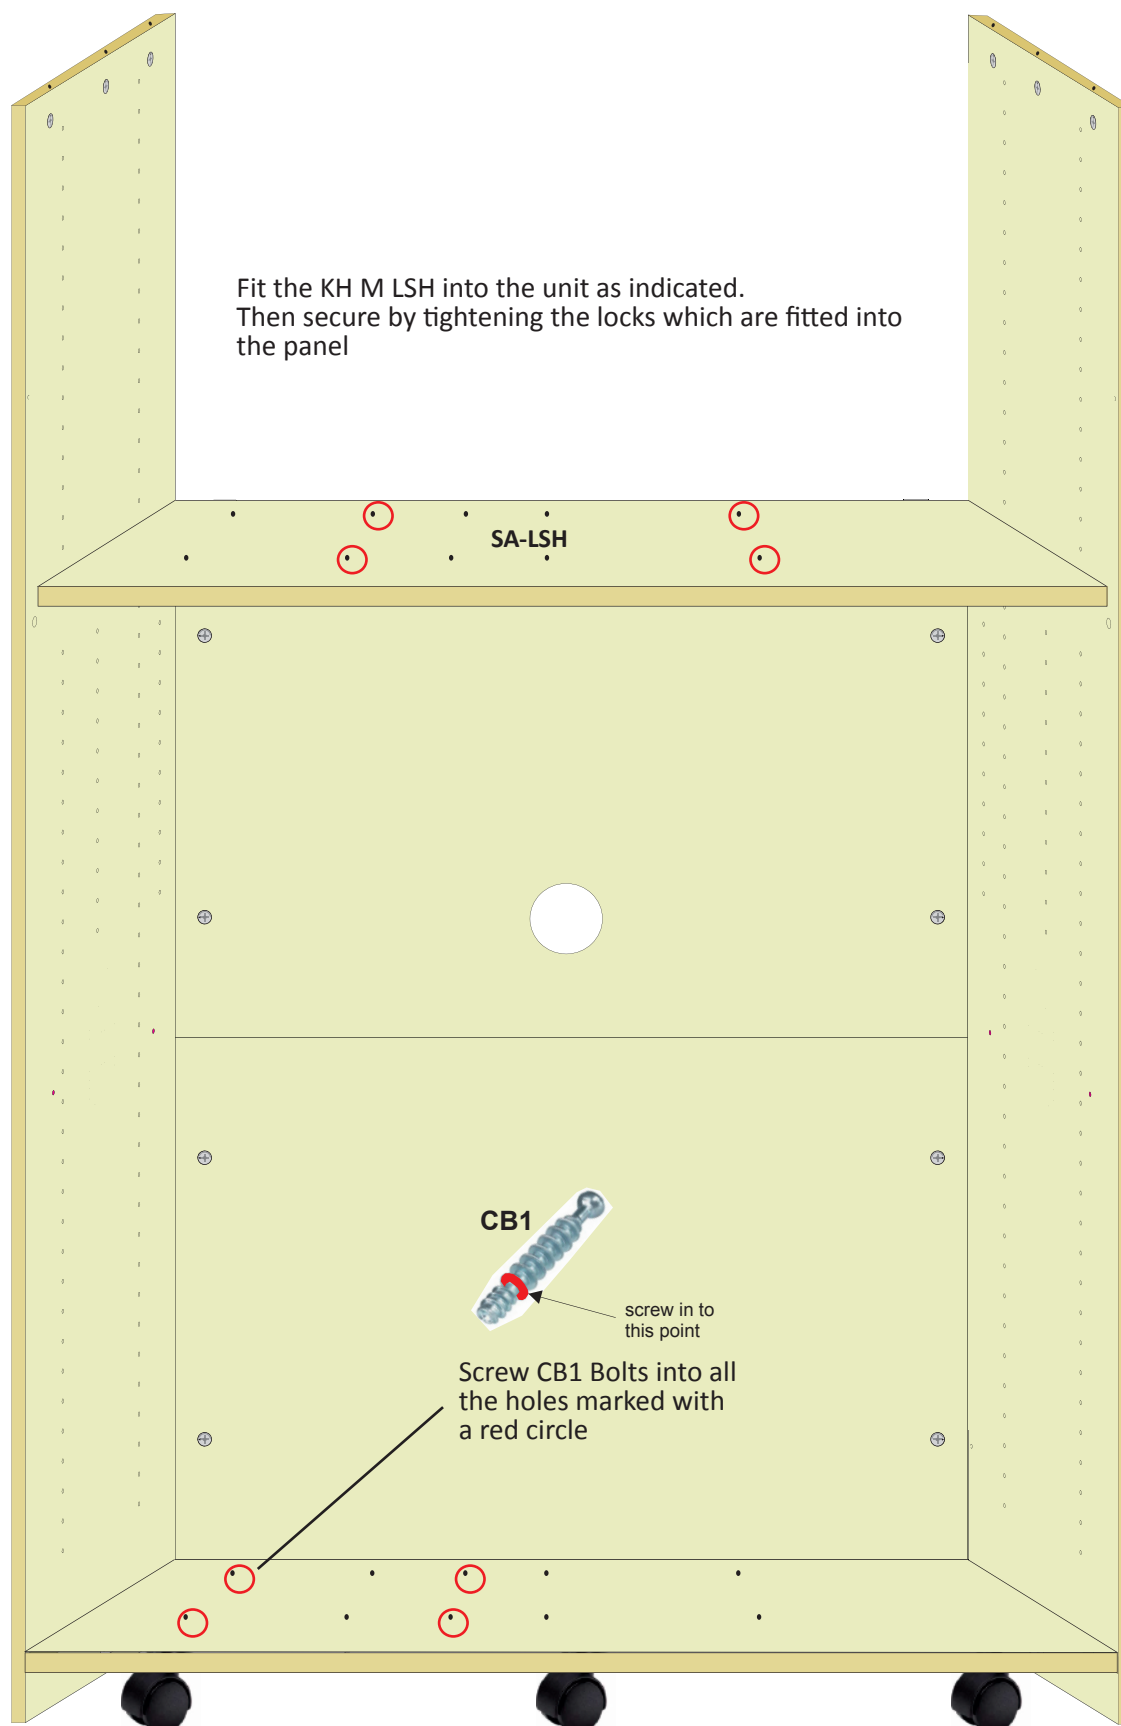 Fit the KH M LSH into the unit as indicated.
Then secure by tightening the locks which are fitted into
the panel
SA-LSH
CB1
screw in to
this point
Screw CB1 Bolts into all
the holes marked with
a red circle